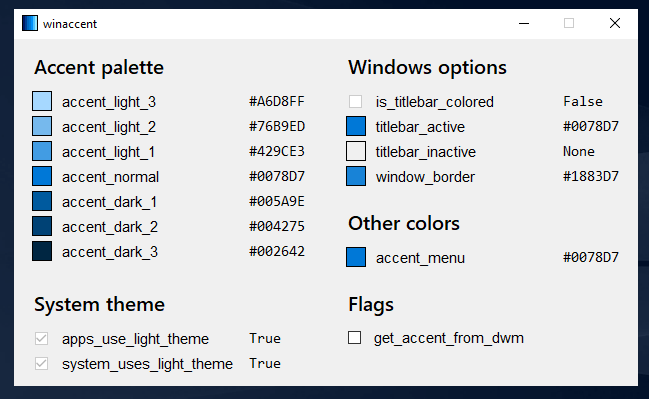 winaccent
Accent palette
accent_light_3 #A6D8FF
accent_light_2 #76B9ED
accent_light_1 #429CE3
accent_normal #0078D7
accent_dark_1 #005A9E
accent_dark_2 #004275
accent_dark_3 #002642
System theme
apps_use_light_theme True
system_uses_light_theme True
Windows options
is_titlebar_colored False
titlebar_active #0078D7
titlebar_inactive None
window_border #1883D7
Other colors
accent_menu #0078D7
Flags
get_accent_from_dwm